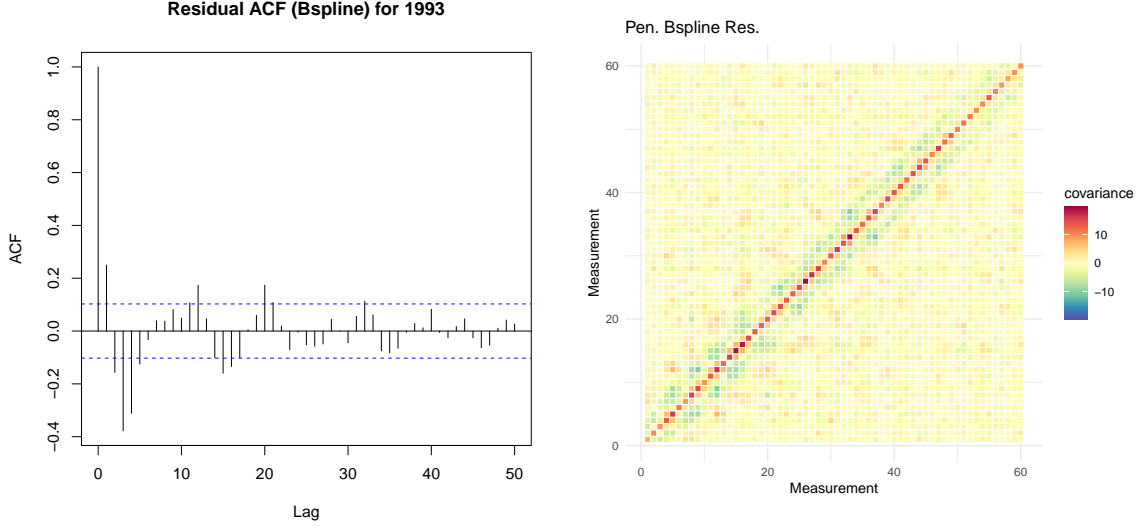 Residual ACF (Bspline) for 1993
ACF
1.0
0.8
0.6
0.4
0.2
0.0
−0.2
−0.4
0 10 20 30 40 50
Lag
Pen. Bspline Res.
Measurement
60
40
20
0
0 20 40 60
Measurement
covariance
10
0
−10